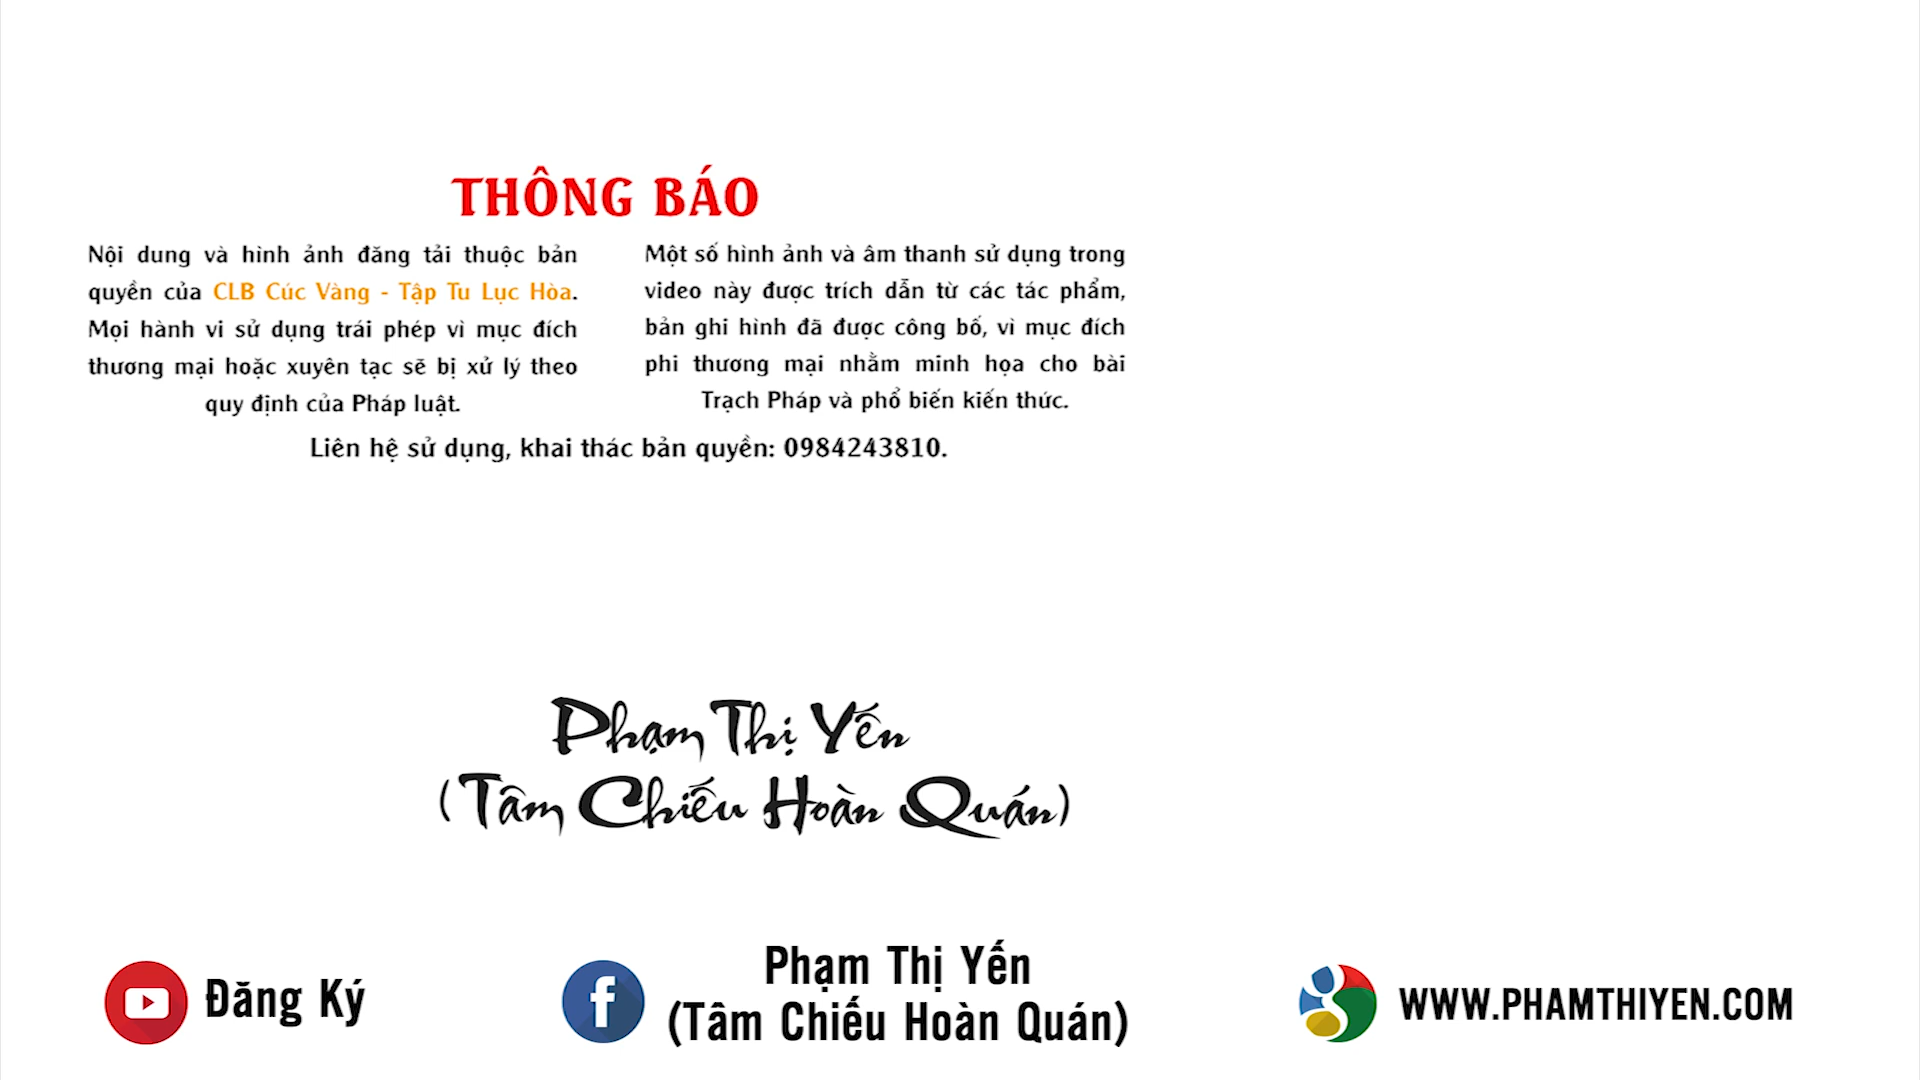 THÔNG BÁO
Nội dung và hình ảnh đăng tải thuộc bản
quyền của CLB Cúc Vàng - Tập Tu Lục Hòa.
Mọi hành vi sử dụng trái phép vì mục đích
thương mại hoặc xuyên tạc sẽ bị xử lý theo
quy định của Pháp luật.
Một số hình ảnh và âm thanh sử dụng trong
video này được trích dẫn từ các tác phẩm,
bản ghi hình đã được công bố, vì mục đích
phi thương mại nhằm minh họa cho bài
Trạch Pháp và phổ biến kiến thức.
Liên hệ sử dụng, khai thác bản quyền: 0984243810.
Phạm Thị Yến
(Tâm Chiếu Hoàn Quán)
Đăng Ký
Phạm Thị Yến
(Tâm Chiếu Hoàn Quán)
WWW.PHAMTHIYEN.COM